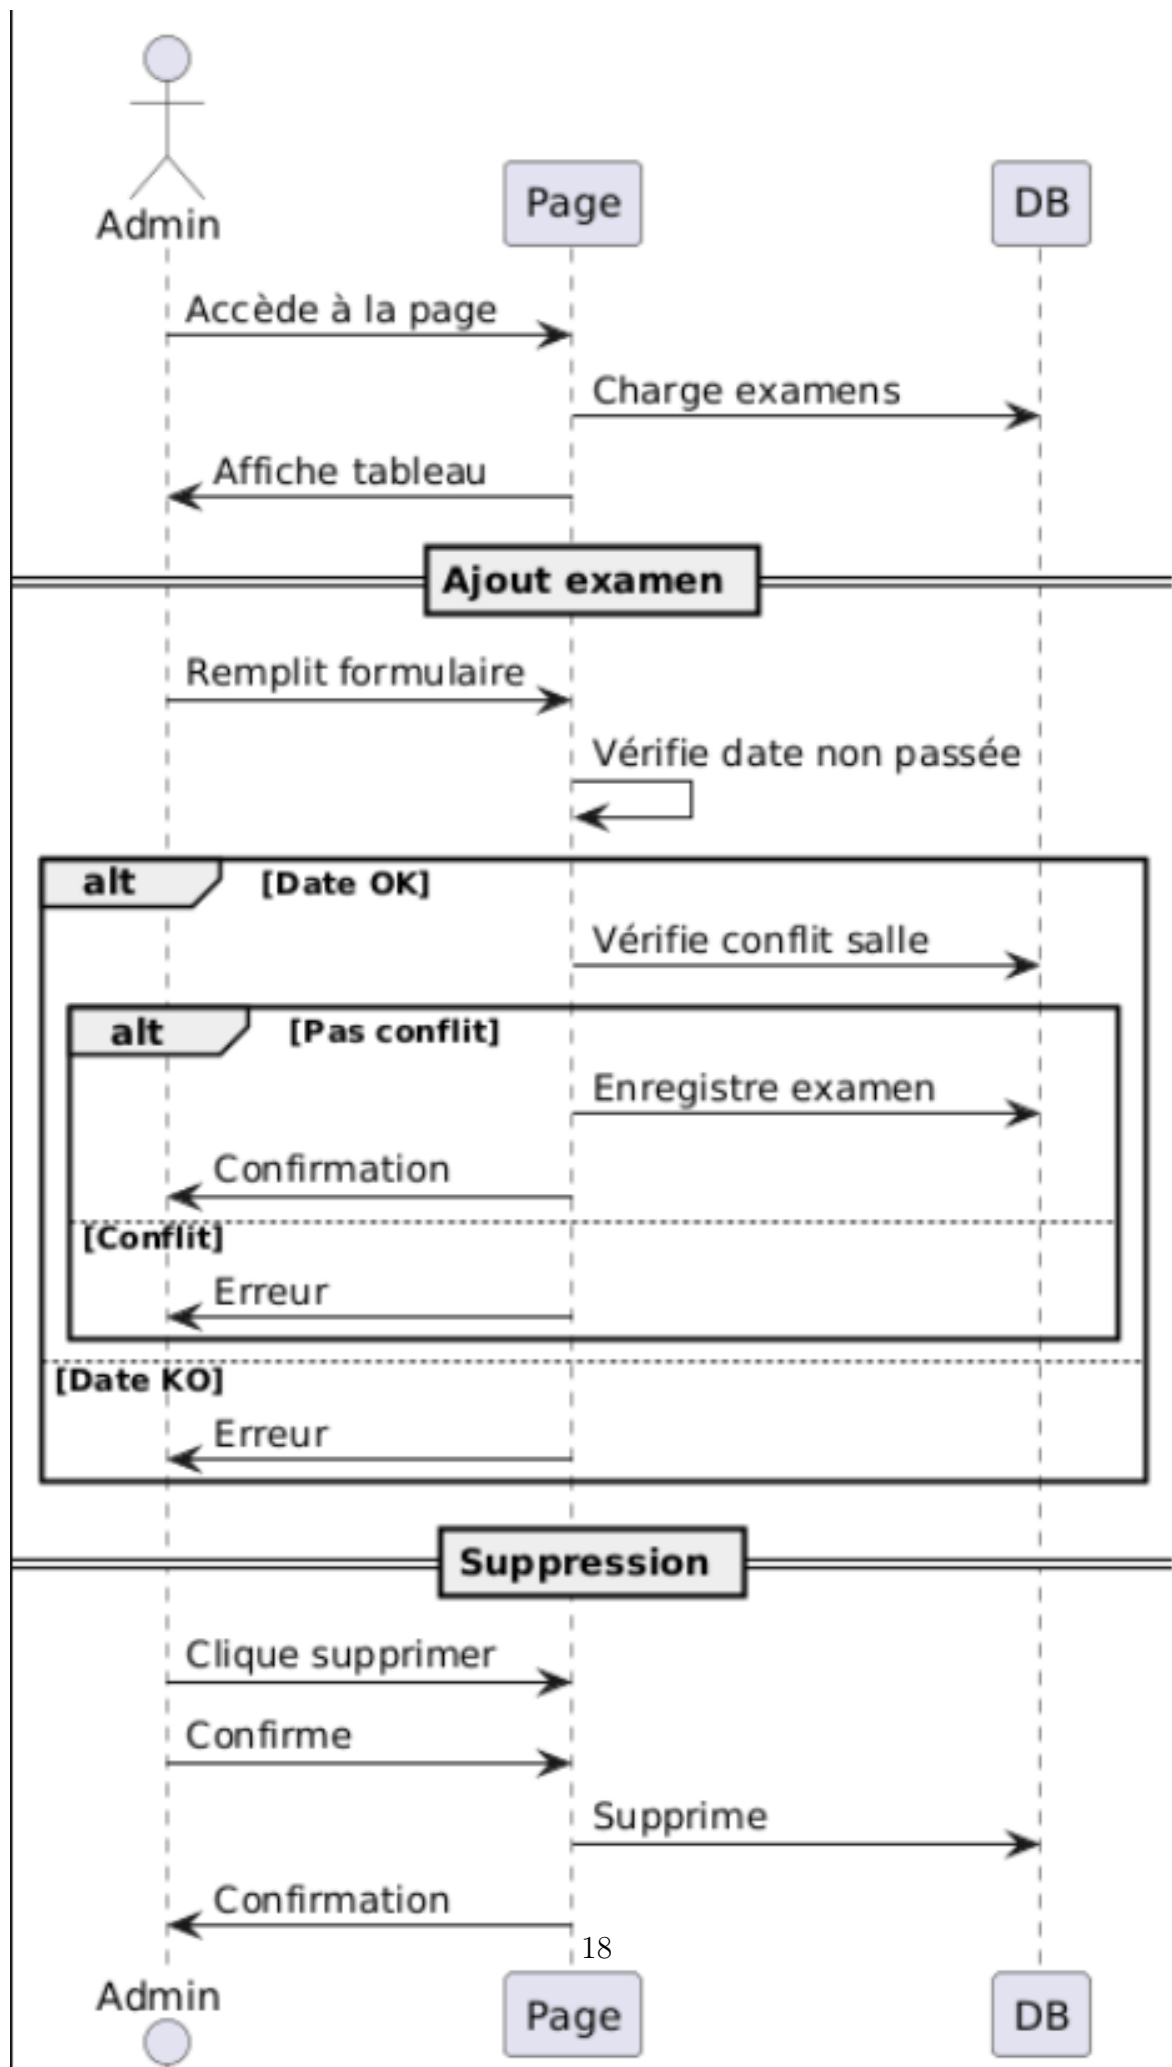 Admin
Page
DB
Accède à la page
Charge examens
Affiche tableau
Ajout examen
Remplit formulaire
Vérifie date non passée
alt [Date OK]
Vérifie conflit salle
alt [Pas conflit]
Enregistre examen
Confirmation
[Conflit]
Erreur
[Date KO]
Erreur
Suppression
Clique supprimer
Confirme
Supprime
Confirmation
18
Admin
Page
DB